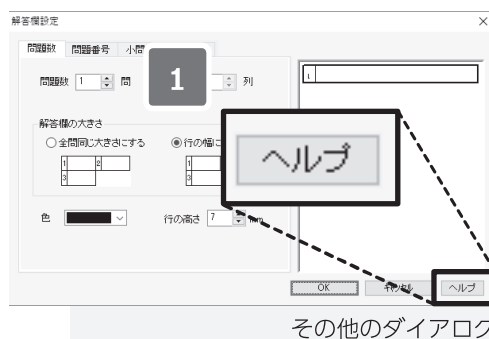 解答欄設定
問題数 問題番号 小問
1
問題数 1 問 列
1
解答欄の大きさ
全問同じ大きさにする 行の幅に
1 2
3
1
3
ヘルプ
色 行の高さ 7 mm
OK キャンセル ヘルプ
その他のダイアログ